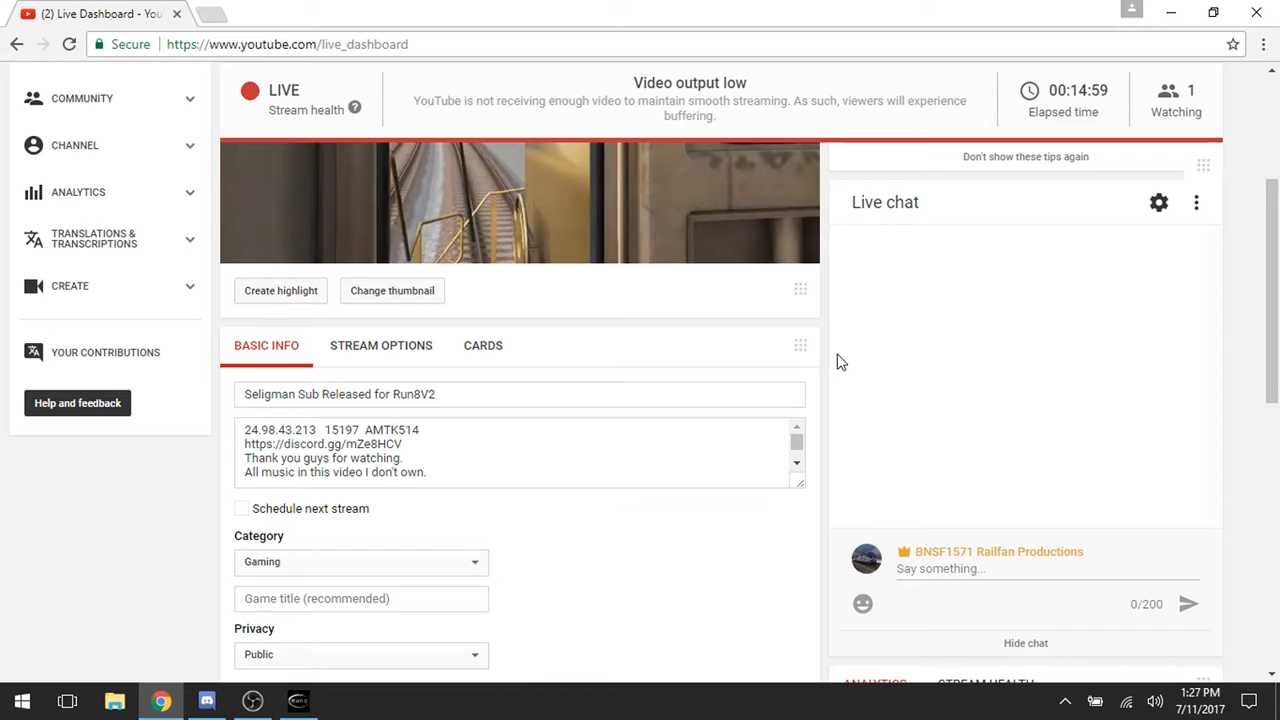 (2) Live Dashboard - You
Secure
https://www.youtube.com/live_dashboard
COMMUNITY
CHANNEL
ANALYTICS
TRANSLATIONS &
TRANSCRIPTIONS
CREATE
YOUR CONTRIBUTIONS
Help and feedback
LIVE
Stream health ?
Video output low
YouTube is not receiving enough video to maintain smooth streaming. As such, viewers will experience
buffering.
00:14:59
Elapsed time
1
Watching
Create highlight
Change thumbnail
BASIC INFO
STREAM OPTIONS
CARDS
Seligman Sub Released for Run8V2
24.98.43.213 15197 AMTK514
https://discord.gg/mZe8HCV
Thank you guys for watching.
All music in this video I don't own.
Schedule next stream
Category
Gaming
Game title (recommended)
Privacy
Public
Don't show these tips again
Live chat
BNSF1571 Railfan Productions
Say something...
0/200
Hide chat
ANALYTICS
STREAM HEALTH
1:27 PM
7/11/2017